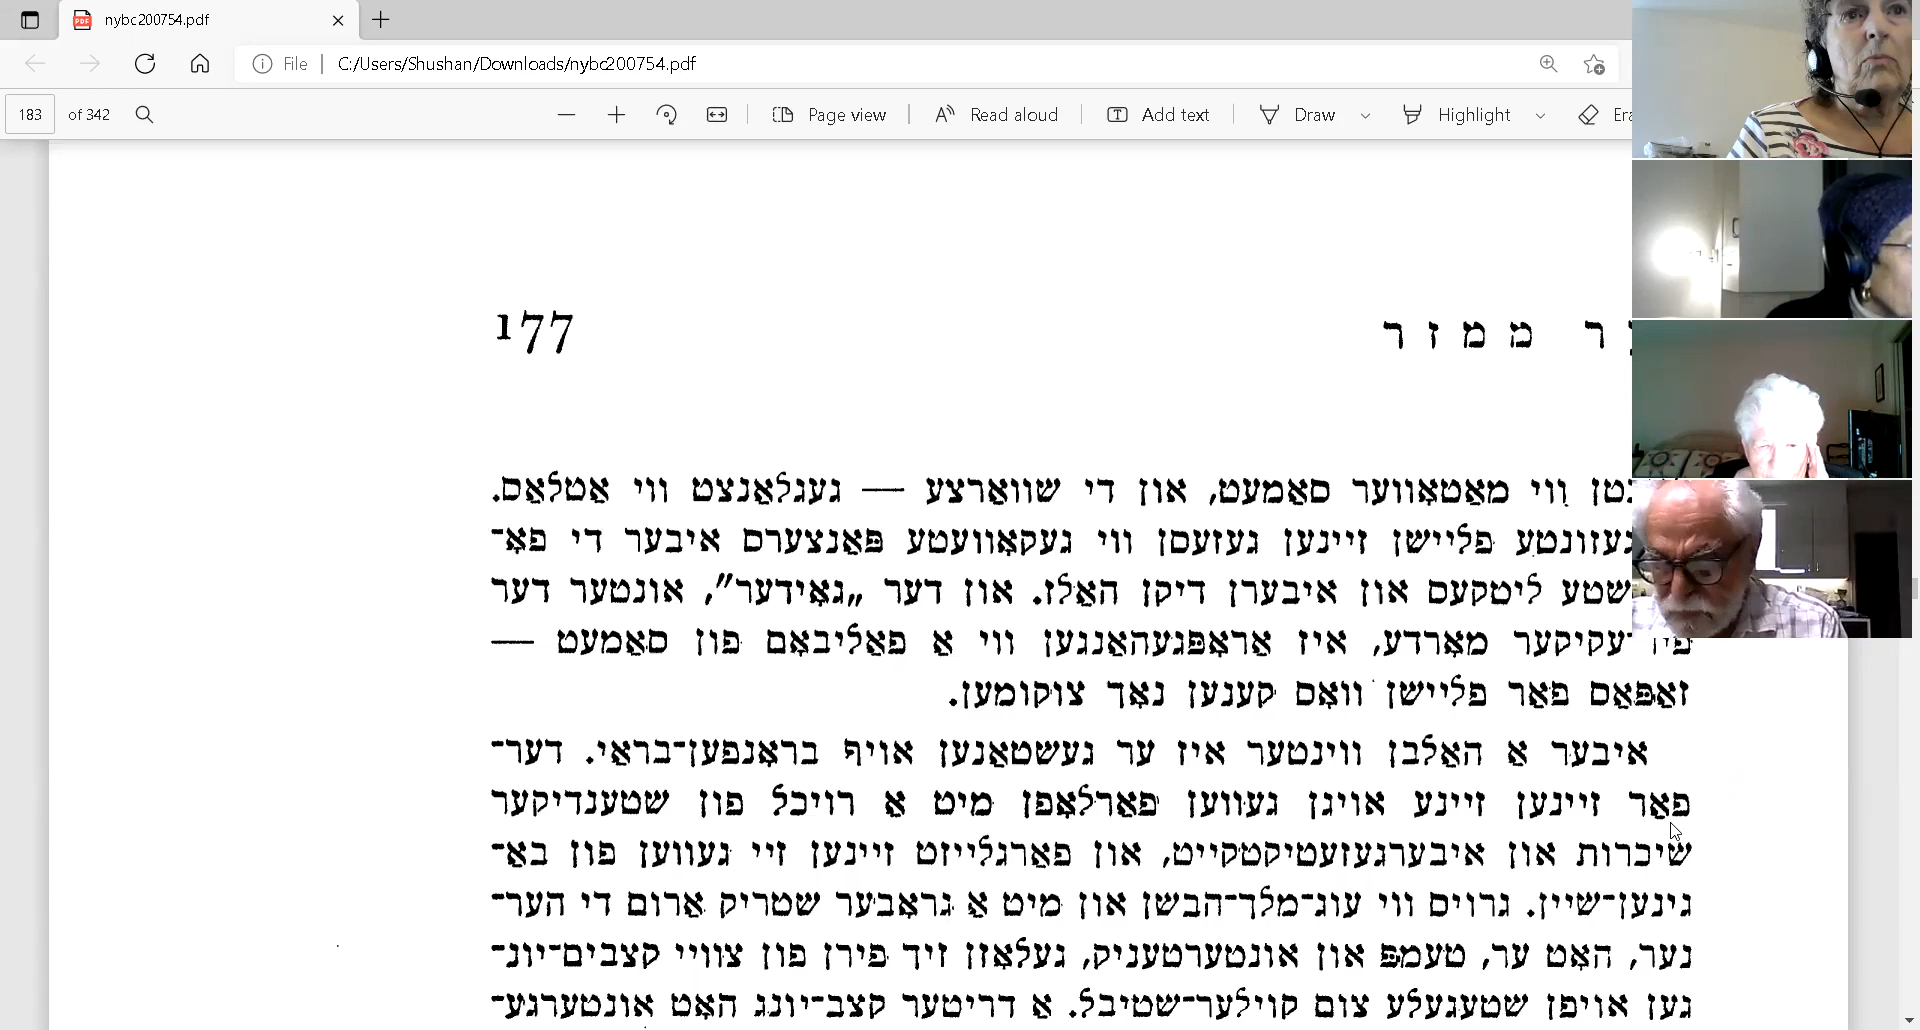 nybc200754.pdf
File
C:/Users/Shushan/Downloads/nybc200754.pdf
183 of 342
Page view
Read aloud
Add text
Draw
Highlight
ממזר 177
ווי מאַטאָווער סאַמעט, און די שוואַרצע — געגלאַנצט ווי אַטלאַס.
געזונטע פליישן זיינען געזעסן ווי געקאָוועטע פּאַנצערס איבער די פאָ־
שטע ליטקעס און איבערן דיקן האַלז. און דער „גאָידער”, אונטער דער
עקיקער מאָרדע, איז אַראָפּגעהאַנגען ווי אַ פאַליבאָם פון סאַמעט —
זאַפּאַס פאַר פליישן וואָס קענען נאָך צוקומען.
איבער אַ האַלבן ווינטער איז ער געשטאַנען אויף בראָנפען־בראַי. דער־
פאַר זיינען זיינע אויגן געווען פאַרלאָפן מיט אַ רויכל פון שטענדיקער
שיכרות און איבערגעזעטיקטקייט, און פאַרגלייזט זיינען זיי געווען פון באַ־
גינען־שיין. גרויס ווי עוג־מלך־הבשן און מיט אַ גראָבער שטריק אַרום די הער־
נער, האָט ער, טעמפּ און אונטערטעניק, געלאָזן זיך פירן פון צוויי קצבים־יונ־
גען אויפן שטעגעלע צום קוילער־שטיבל. אַ דריטער קצב־יונג האָט אונטערגע־